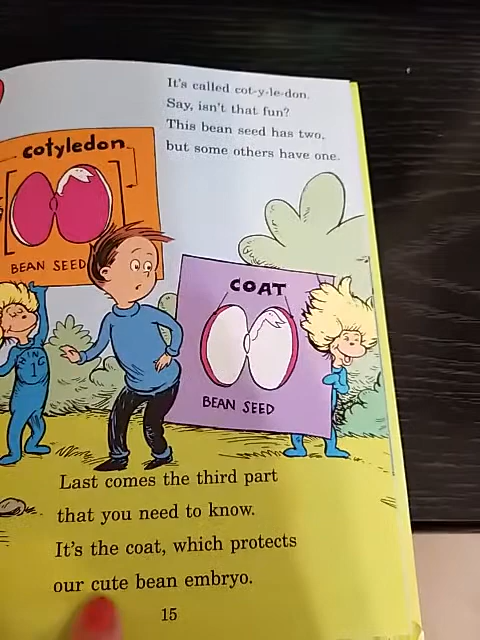 It's called cot-y-le-don.
Say, isn't that fun?
This bean seed has two,
but some others have one.
cotyledon
BEAN SEED
COAT
BEAN SEED
THING
1
Last comes the third part
that you need to know.
It's the coat, which protects
our cute bean embryo.
15